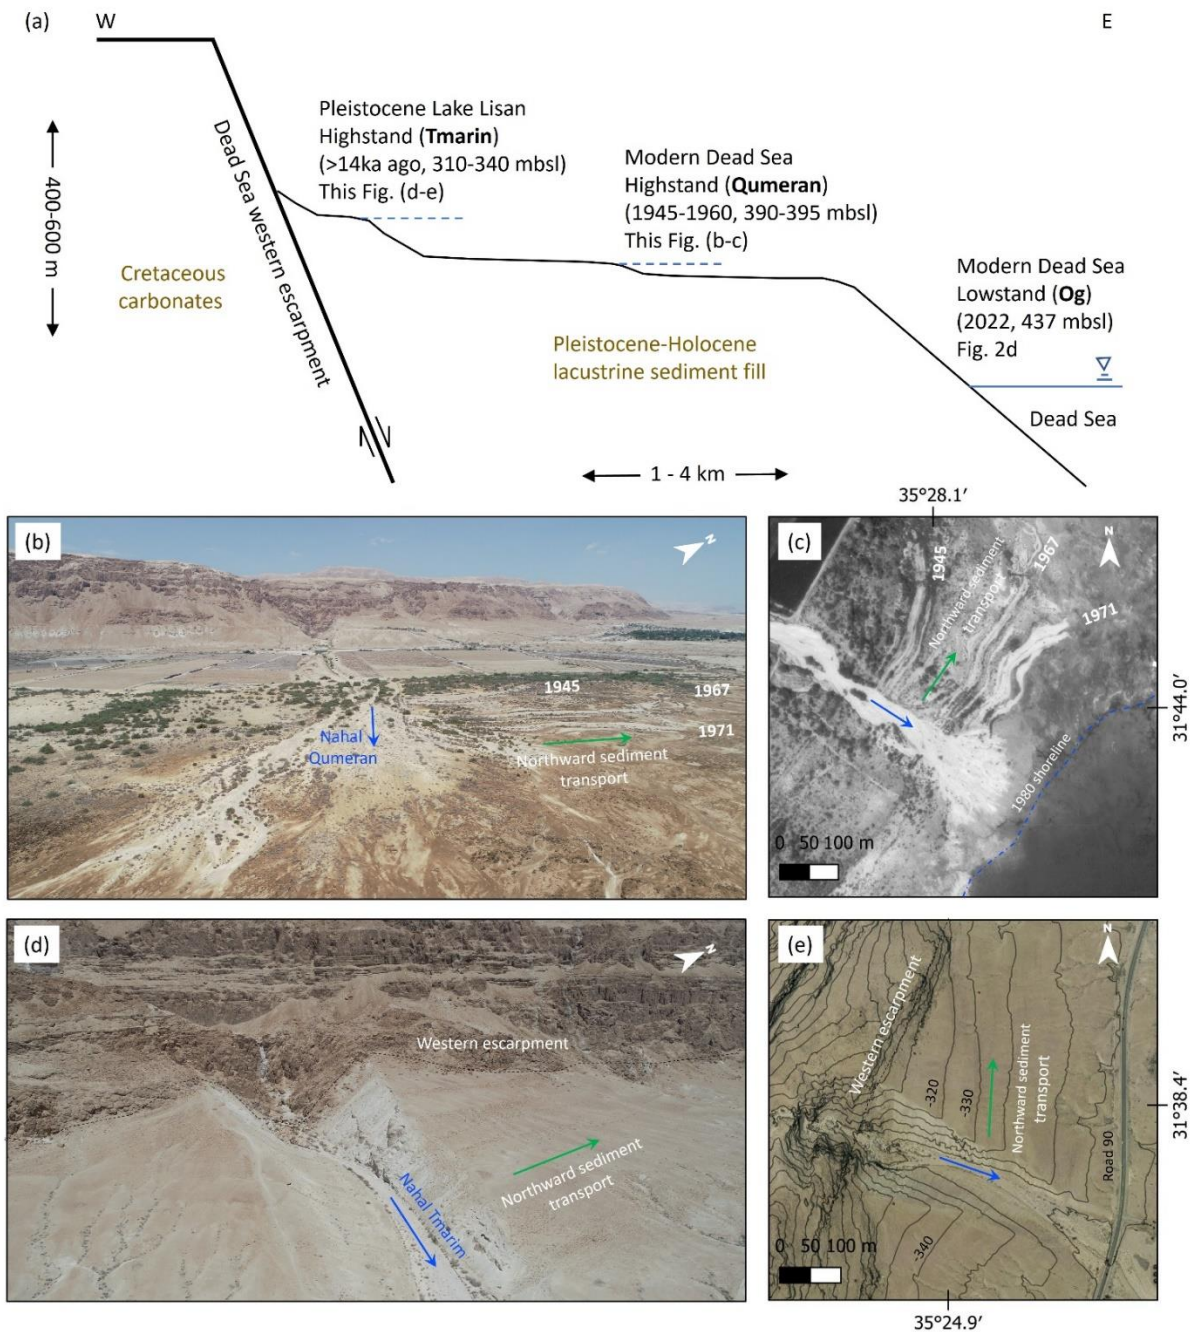 (a)
W
E
Pleistocene Lake Lisan
Highstand (Tmarin)
(>14ka ago, 310-340 mbsl)
This Fig. (d-e)
Modern Dead Sea
Highstand (Qumeran)
(1945-1960, 390-395 mbsl)
This Fig. (b-c)
Modern Dead Sea
Lowstand (Og)
(2022, 437 mbsl)
Fig. 2d
400-600 m
Dead Sea western escarpment
Cretaceous
carbonates
Pleistocene-Holocene
lacustrine sediment fill
Dead Sea
1 - 4 km
(b)
N
1945
1967
1971
Nahal
Qumeran
Northward sediment
transport
35°28.1′
(c)
N
1945
1967
1971
Northward sediment
transport
1980 shoreline
0 50 100 m
31°44.0′
(d)
N
Western escarpment
Northward sediment
transport
Nahal Tmarim
(e)
N
Western escarpment
-320
-330
Northward sediment
transport
Road 90
-340
0 50 100 m
31°38.4′
35°24.9′